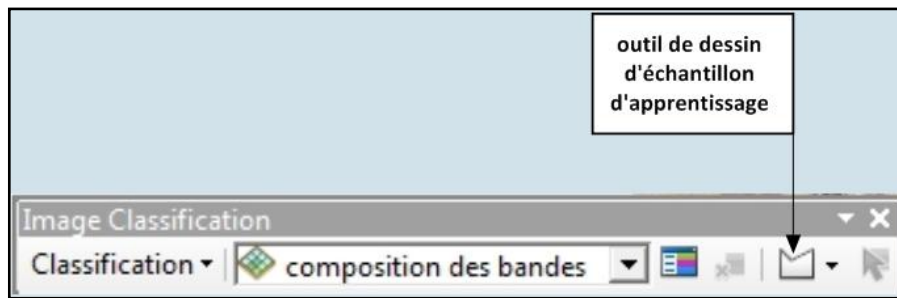 outil de dessin
d'échantillon
d'apprentissage
Image Classification
Classification
composition des bandes